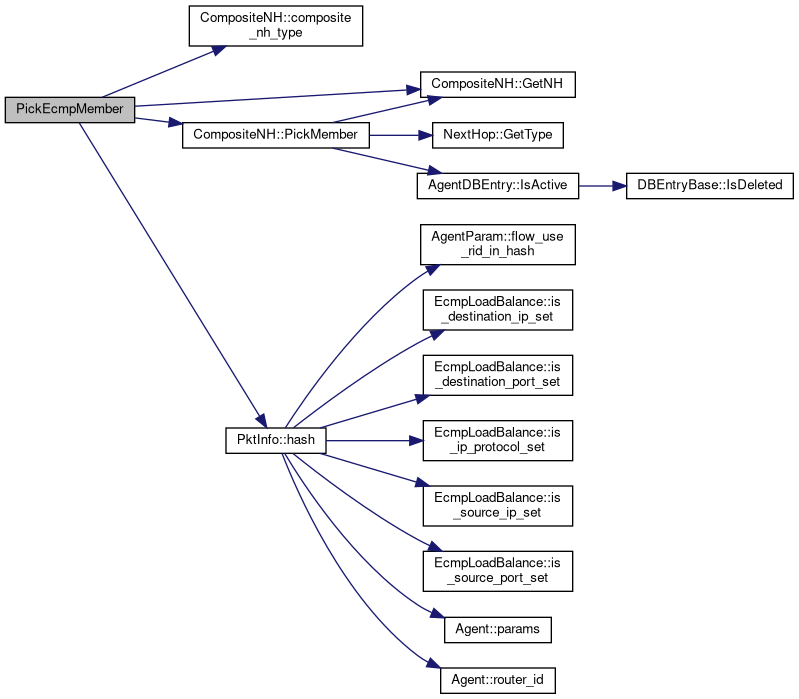 CompositeNH::composite
_nh_type
PickEcmpMember
CompositeNH::GetNH
CompositeNH::PickMember
NextHop::GetType
AgentDBEntry::IsActive
DBEntryBase::IsDeleted
AgentParam::flow_use
_rid_in_hash
EcmpLoadBalance::is
_destination_ip_set
EcmpLoadBalance::is
_destination_port_set
PktInfo::hash
EcmpLoadBalance::is
_ip_protocol_set
EcmpLoadBalance::is
_source_ip_set
EcmpLoadBalance::is
_source_port_set
Agent::params
Agent::router_id